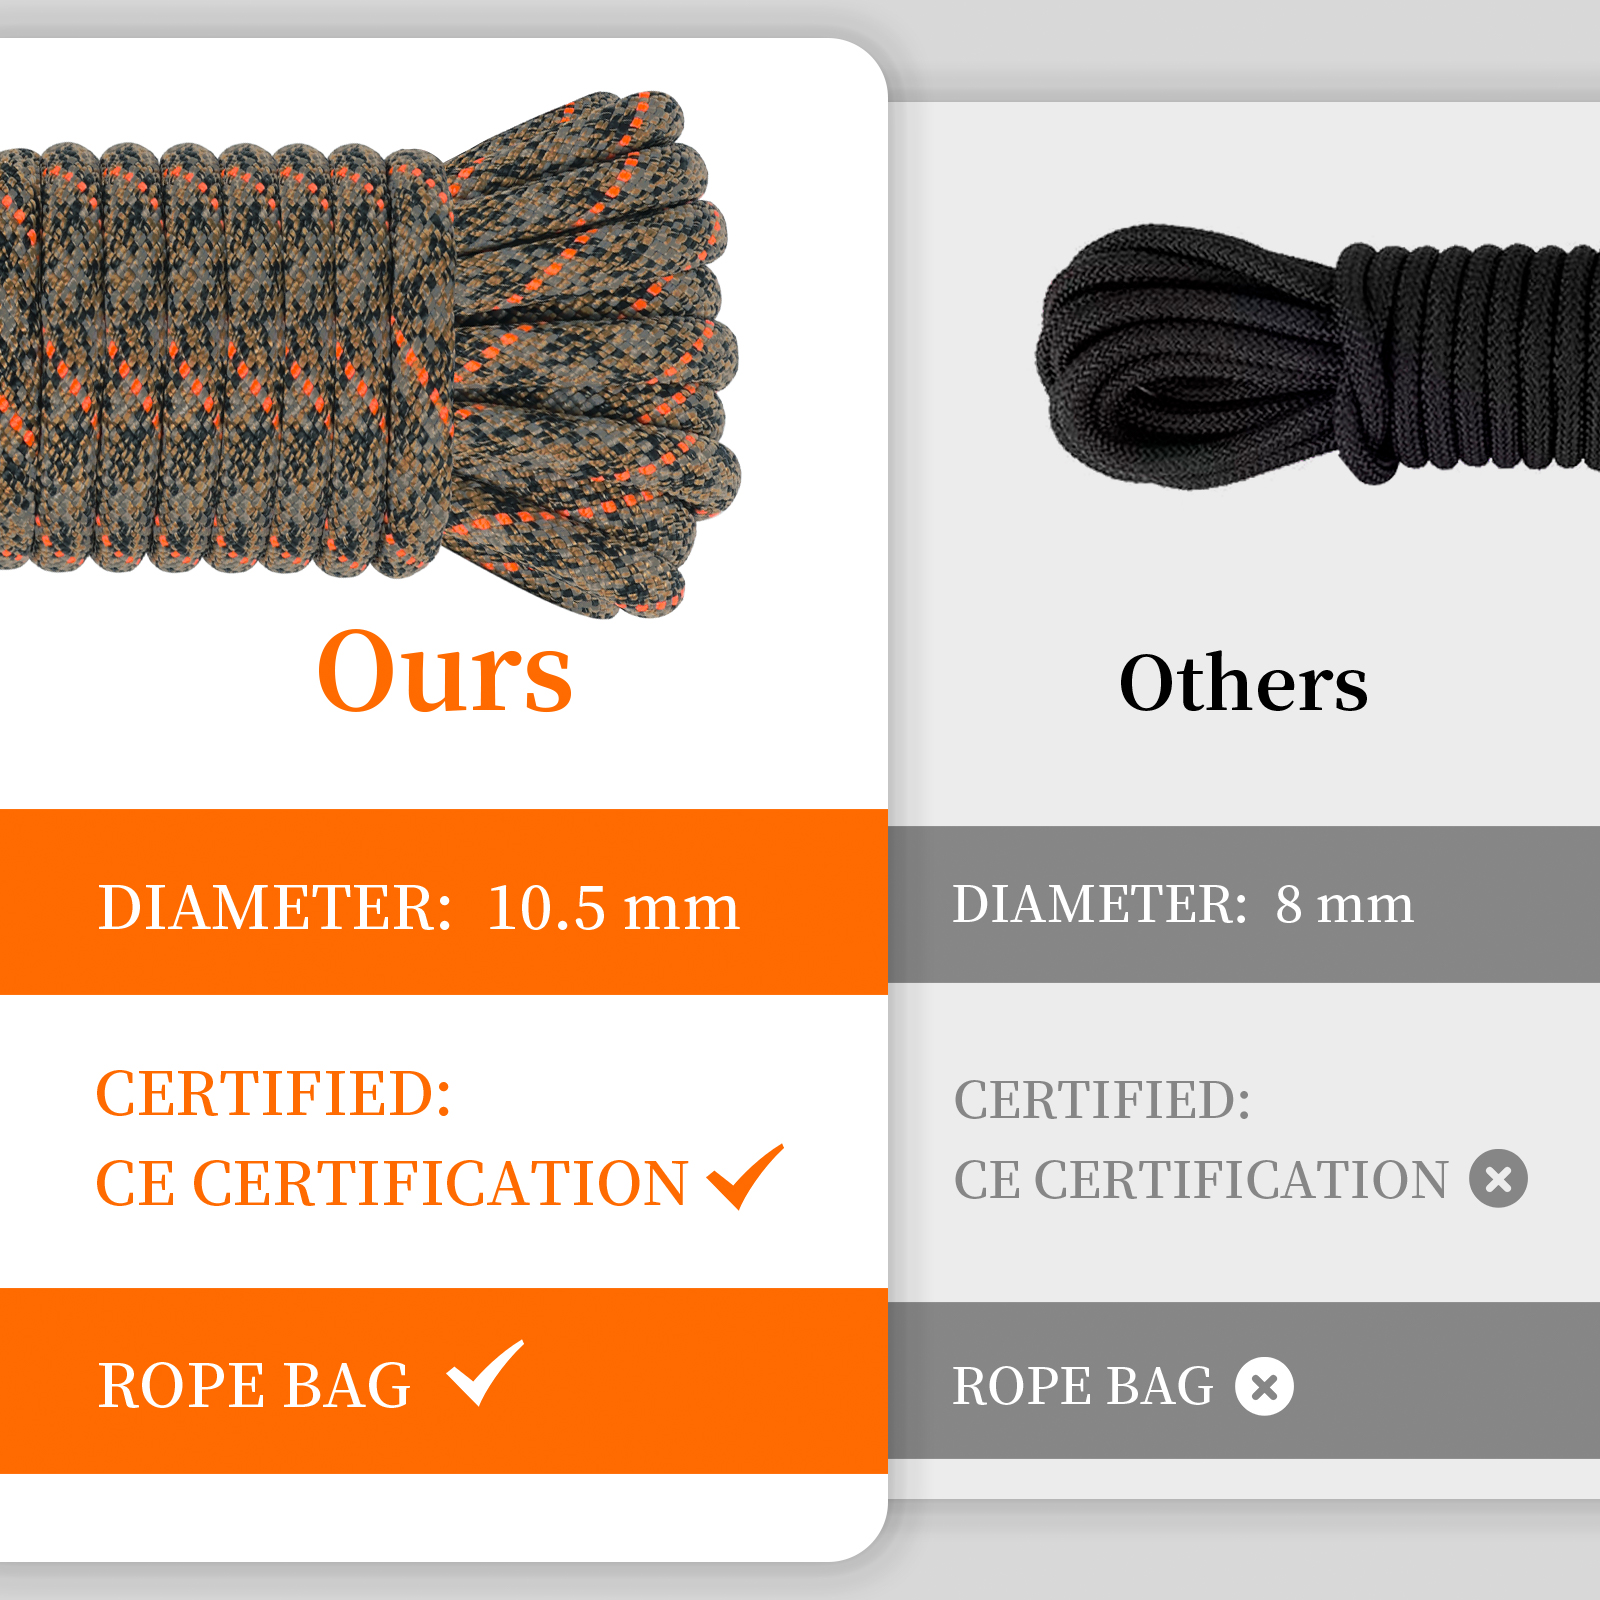 Ours
DIAMETER: 10.5 mm
CERTIFIED:
CE CERTIFICATION
ROPE BAG
Others
DIAMETER: 8 mm
CERTIFIED:
CE CERTIFICATION
ROPE BAG